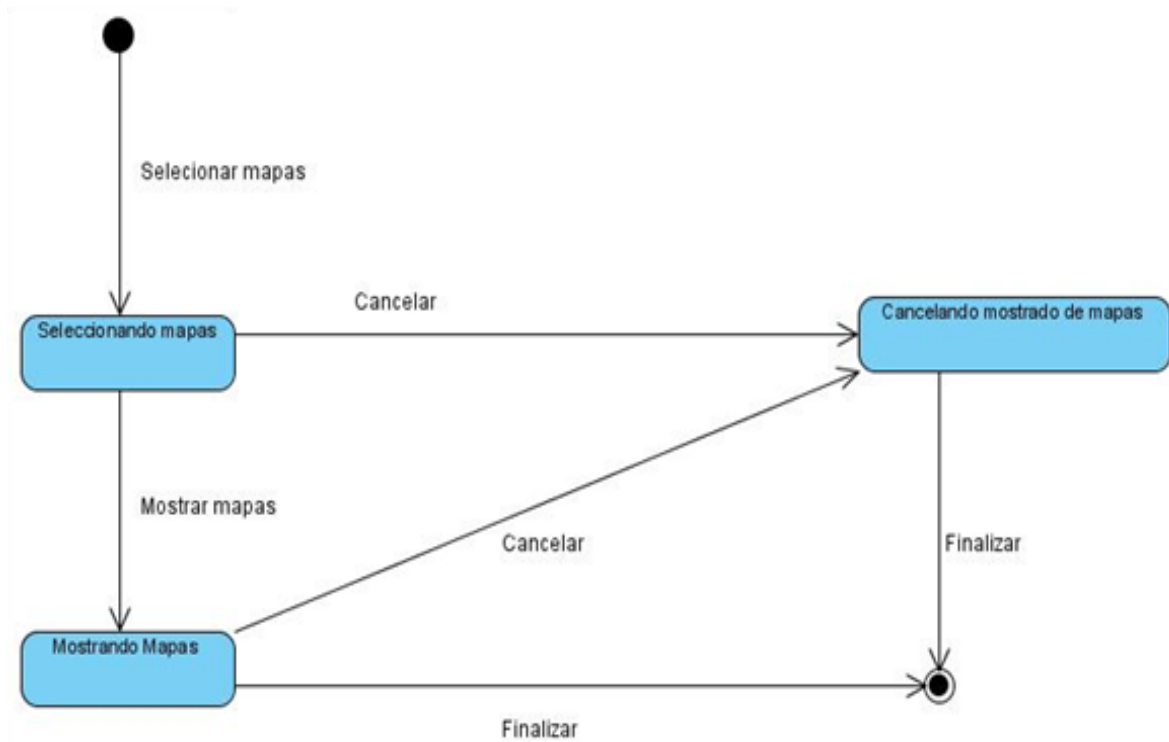 Selecionar mapas
Cancelar
Seleccionando mapas
Cancelando mostrado de mapas
Mostrar mapas
Cancelar
Finalizar
Mostrando Mapas
Finalizar